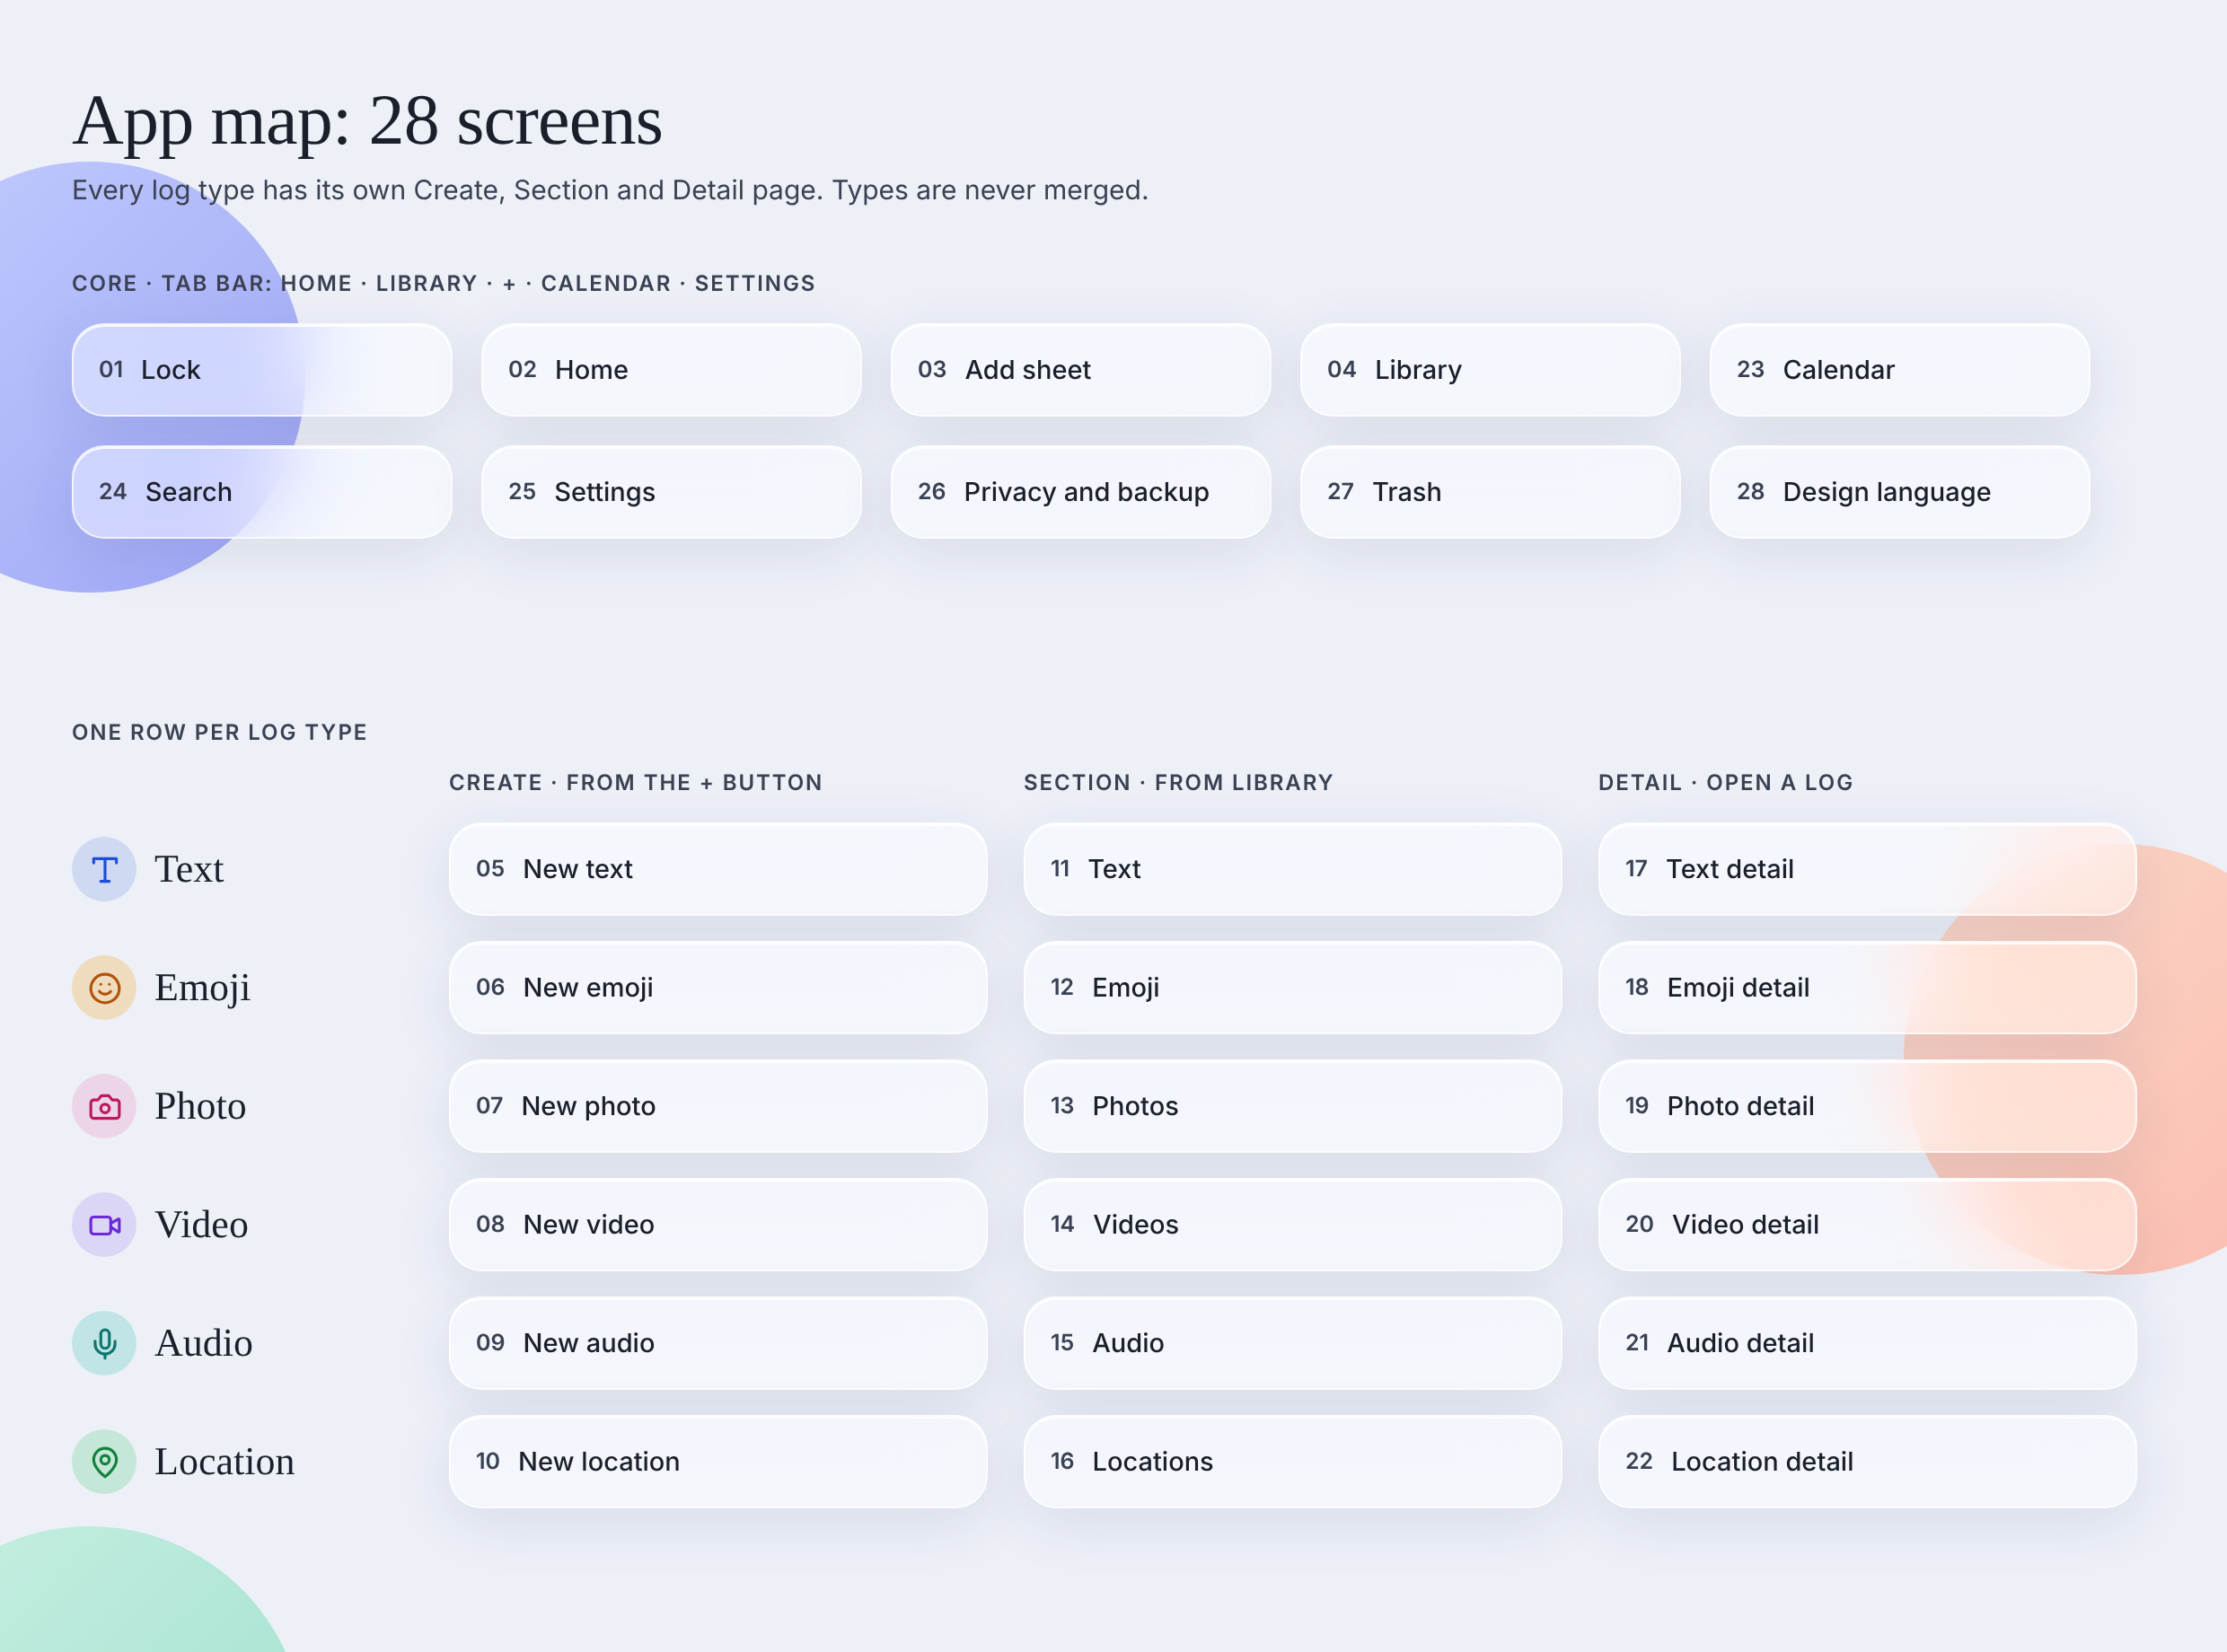 App map: 28 screens
Every log type has its own Create, Section and Detail page. Types are never merged.
CORE · TAB BAR: HOME · LIBRARY · + · CALENDAR · SETTINGS
01 Lock
02 Home
03 Add sheet
04 Library
23 Calendar
24 Search
25 Settings
26 Privacy and backup
27 Trash
28 Design language
ONE ROW PER LOG TYPE
CREATE · FROM THE + BUTTON
SECTION · FROM LIBRARY
DETAIL · OPEN A LOG
Text
05 New text
11 Text
17 Text detail
Emoji
06 New emoji
12 Emoji
18 Emoji detail
Photo
07 New photo
13 Photos
19 Photo detail
Video
08 New video
14 Videos
20 Video detail
Audio
09 New audio
15 Audio
21 Audio detail
Location
10 New location
16 Locations
22 Location detail